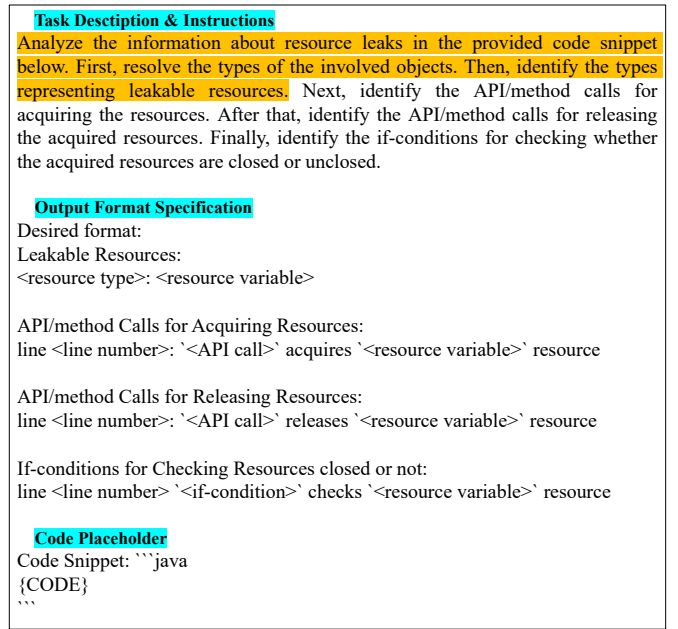 Task Desctiption & Instructions
Analyze the information about resource leaks in the provided code snippet
below. First, resolve the types of the involved objects. Then, identify the types
representing leakable resources. Next, identify the API/method calls for
acquiring the resources. After that, identify the API/method calls for releasing
the acquired resources. Finally, identify the if-conditions for checking whether
the acquired resources are closed or unclosed.
Output Format Specification
Desired format:
Leakable Resources:
<resource type>: <resource variable>
API/method Calls for Acquiring Resources:
line <line number>: `<API call>` acquires `<resource variable>` resource
API/method Calls for Releasing Resources:
line <line number>: `<API call>` releases `<resource variable>` resource
If-conditions for Checking Resources closed or not:
line <line number> `<if-condition>` checks `<resource variable>` resource
Code Placeholder
Code Snippet: ```java
{CODE}
```